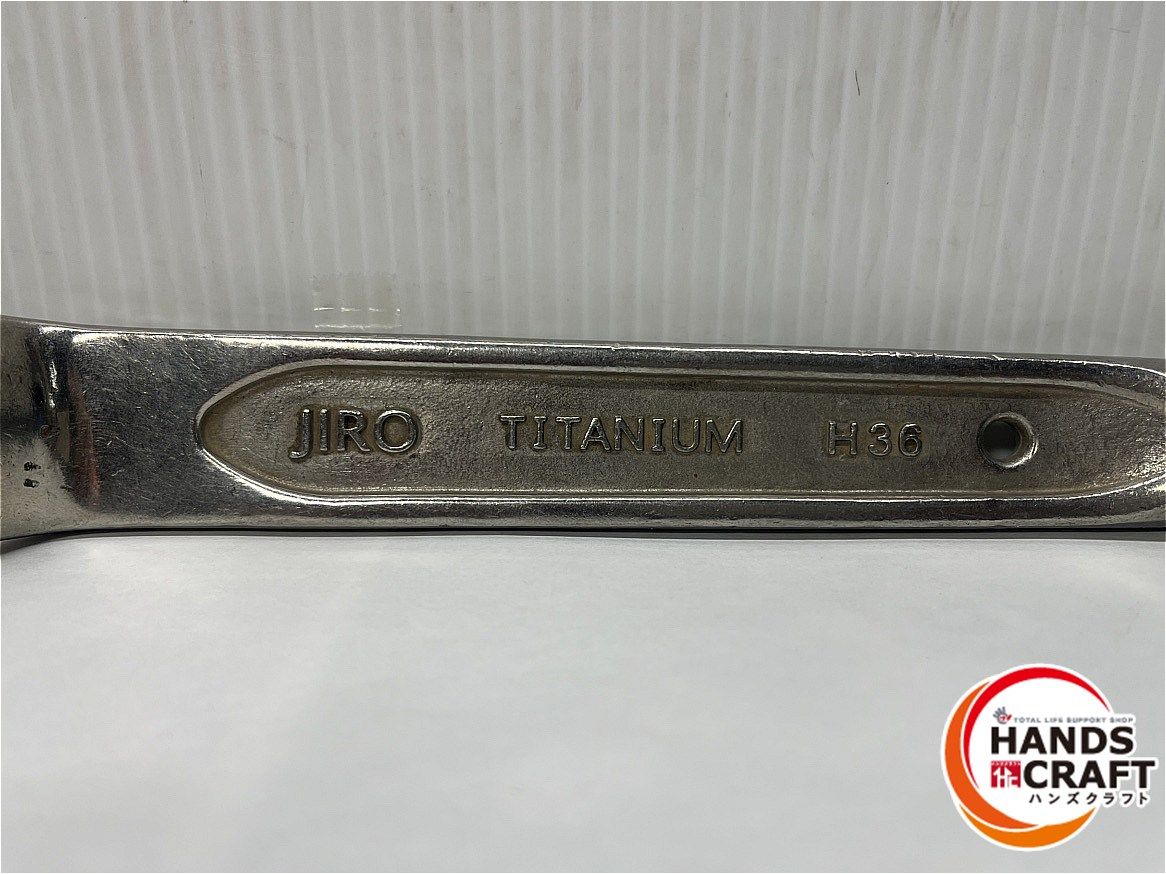 JIRO TITANIUM H36
TOTAL LIFE SUPPORT SHOP
HANDS
CRAFT
ハンズクラフト